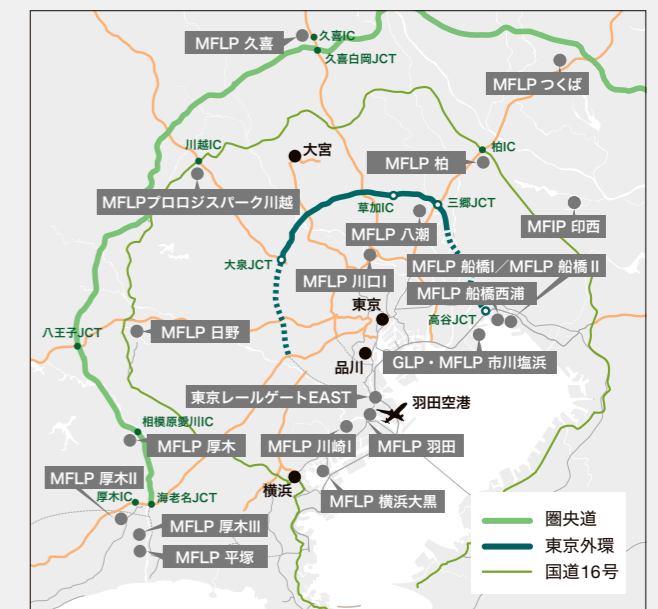 MFLP 久喜
久喜IC
久喜白岡JCT
MFLP つくば
川越IC
大宮
柏IC
MFLP 柏
MFLPプロロジスパーク川越
草加IC
三郷JCT
MFLP 八潮
MFIP 印西
大泉JCT
MFLP 川口I
MFLP 船橋I／MFLP 船橋Ⅱ
MFLP 船橋西浦
東京
高谷JCT
八王子JCT
MFLP 日野
品川
GLP・MFLP 市川塩浜
東京レールゲートEAST
羽田空港
相模原愛川IC
MFLP 厚木
MFLP 川崎I
MFLP 羽田
MFLP 厚木II
横浜
MFLP 横浜大黒
厚木IC
海老名JCT
MFLP 厚木III
MFLP 平塚
圏央道
東京外環
国道16号